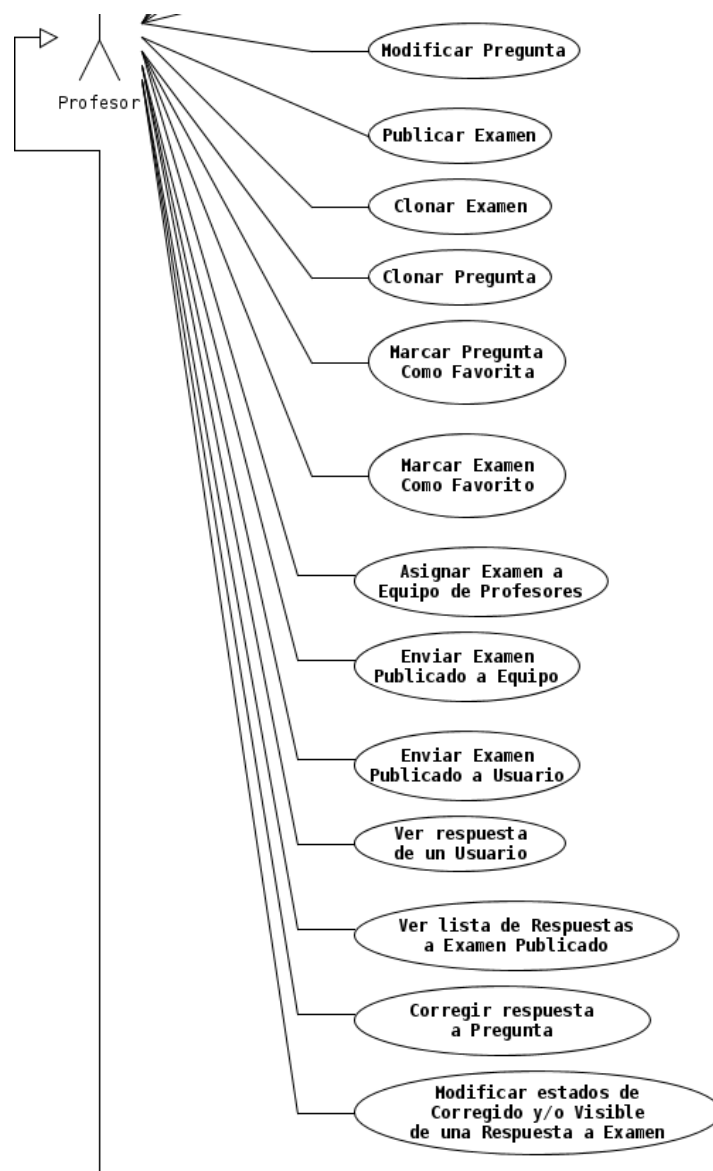 Modificar Pregunta
Profesor
Publicar Examen
Clonar Examen
Clonar Pregunta
Marcar Pregunta
Como Favorita
Marcar Examen
Como Favorito
Asignar Examen a
Equipo de Profesores
Enviar Examen
Publicado a Equipo
Enviar Examen
Publicado a Usuario
Ver respuesta
de un Usuario
Ver lista de Respuestas
a Examen Publicado
Corregir respuesta
a Pregunta
Modificar estados de
Corregido y/o Visible
de una Respuesta a Examen